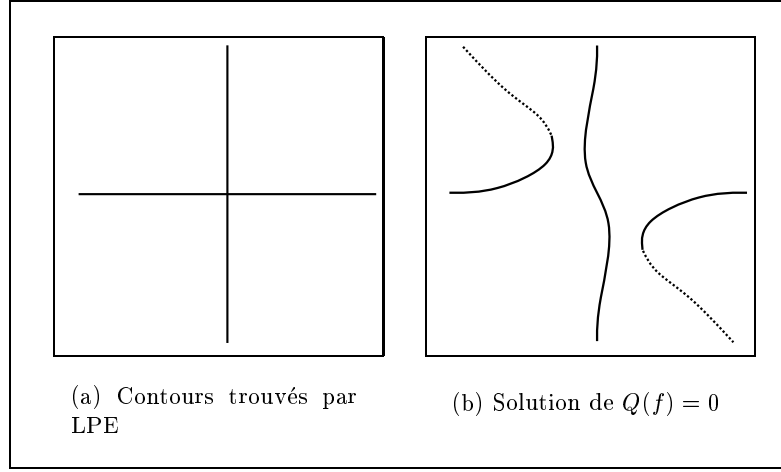 (a) Contours trouvés par
LPE
(b) Solution de Q(f) = 0